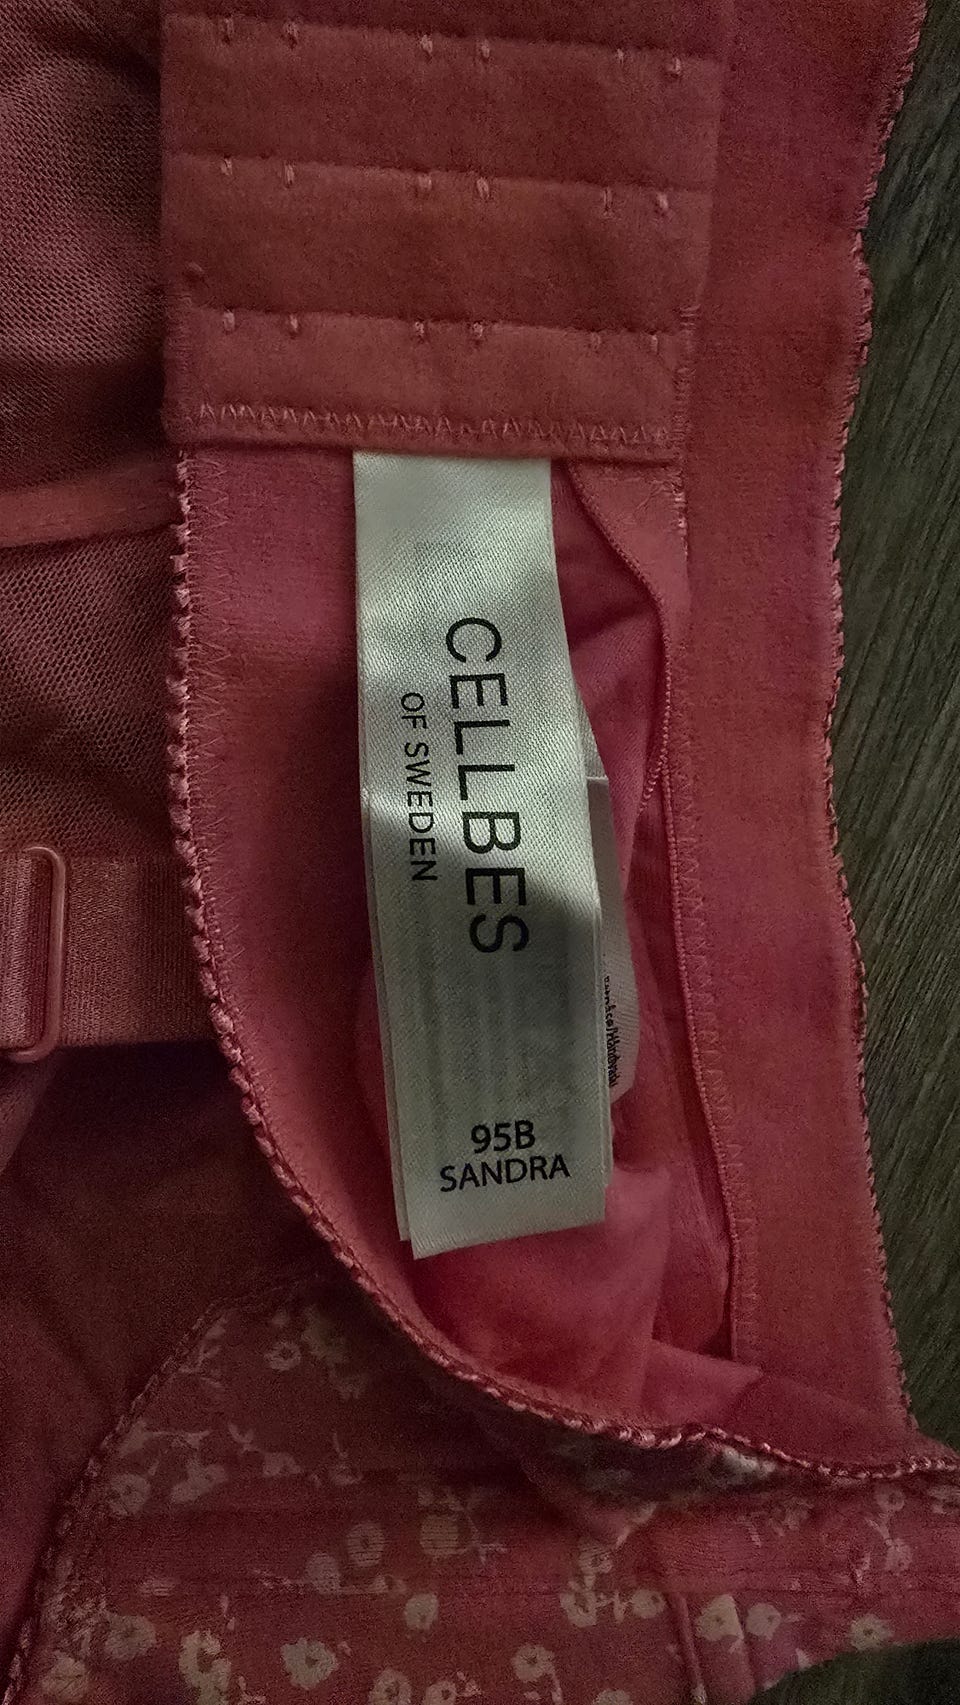 CELLBES
OF SWEDEN
95B
SANDRA